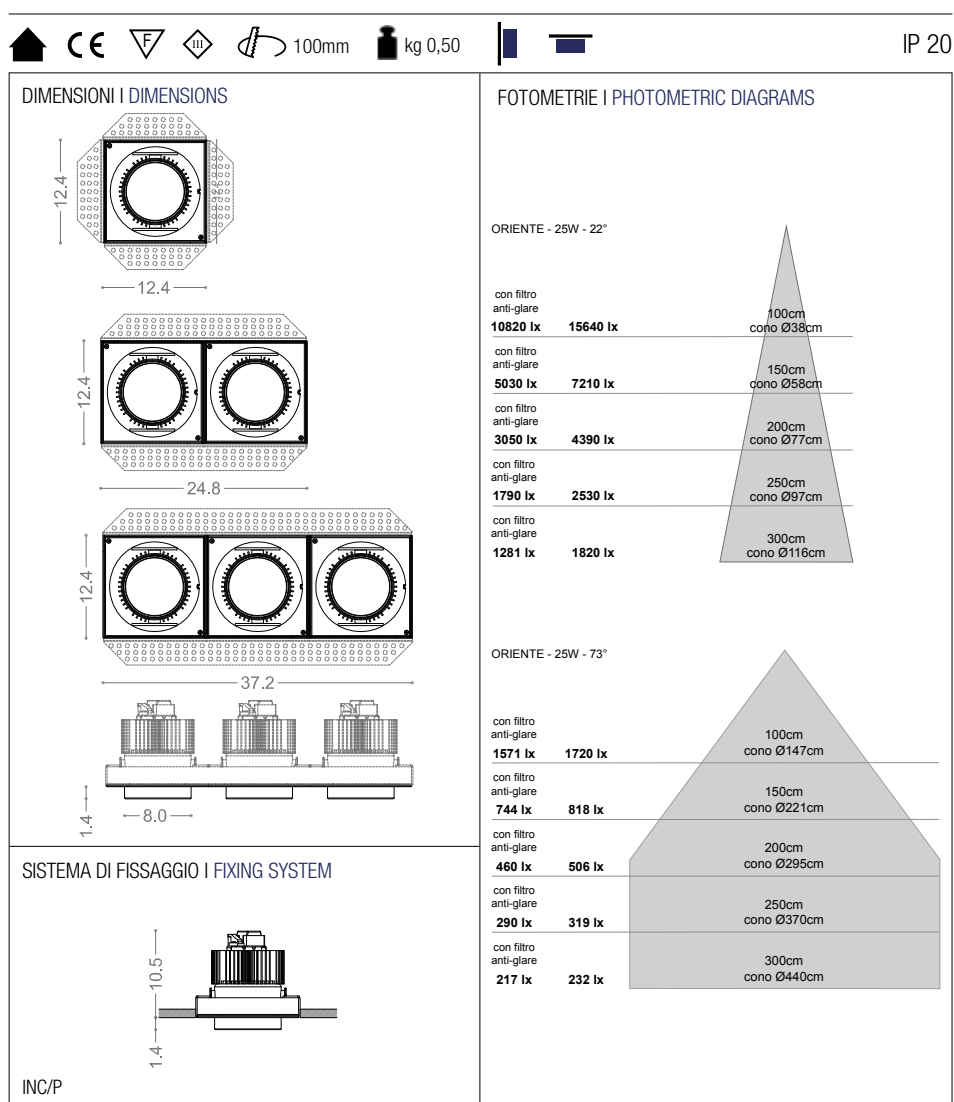 CE F III 100mm kg 0,50 IP 20
DIMENSIONI I DIMENSIONS
12.4
12.4
12.4
24.8
12.4
37.2
1.4
8.0
SISTEMA DI FISSAGGIO I FIXING SYSTEM
10.5
1.4
INC/P
FOTOMETRIE I PHOTOMETRIC DIAGRAMS
ORIENTE - 25W - 22°
con filtro
anti-glare
10820 lx 15640 lx
100cm
cono Ø38cm
con filtro
anti-glare
5030 lx 7210 lx
150cm
cono Ø58cm
con filtro
anti-glare
3050 lx 4390 lx
200cm
cono Ø77cm
con filtro
anti-glare
1790 lx 2530 lx
250cm
cono Ø97cm
con filtro
anti-glare
1281 lx 1820 lx
300cm
cono Ø116cm
ORIENTE - 25W - 73°
con filtro
anti-glare
1571 lx 1720 lx
100cm
cono Ø147cm
con filtro
anti-glare
744 lx 818 lx
150cm
cono Ø221cm
con filtro
anti-glare
460 lx 506 lx
200cm
cono Ø295cm
con filtro
anti-glare
290 lx 319 lx
250cm
cono Ø370cm
con filtro
anti-glare
217 lx 232 lx
300cm
cono Ø440cm